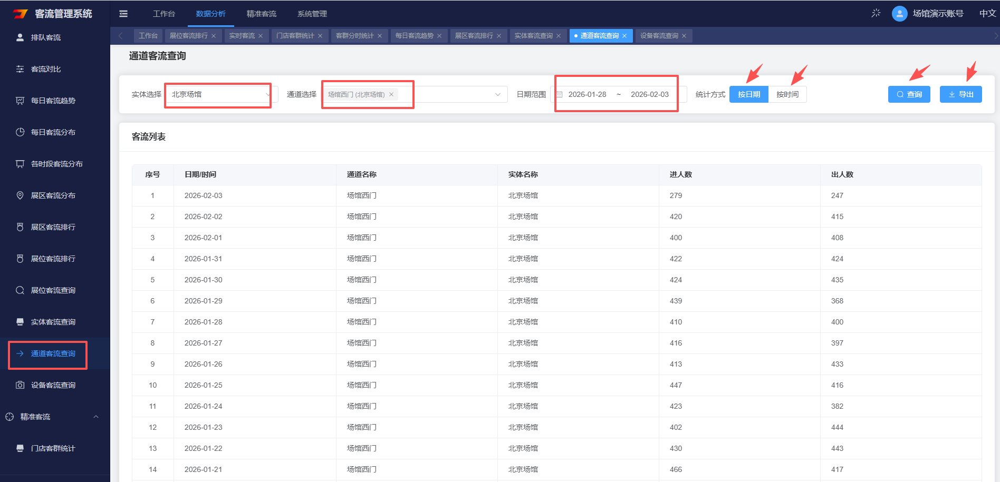 客流管理系统
工作台 数据分析 精准客流 系统管理
场馆演示账号 中文
工作台 展位客流排行 实时客流 门店客群统计 客群分时统计 每日客流趋势 展区客流排行 实体客流查询 通道客流查询 设备客流查询
排队客流
客流对比
每日客流趋势
每日客流分布
各时段客流分布
展区客流分布
展区客流排行
展位客流排行
展位客流查询
实体客流查询
通道客流查询
设备客流查询
精准客流
门店客群统计
通道客流查询
实体选择 北京场馆 通道选择 场馆西门 (北京场馆) 日期范围 2026-01-28 ~ 2026-02-03 统计方式 按日期 按时间 查询 导出
客流列表
序号 日期/时间 通道名称 实体名称 进人数 出人数
1 2026-02-03 场馆西门 北京场馆 279 247
2 2026-02-02 场馆西门 北京场馆 420 415
3 2026-02-01 场馆西门 北京场馆 400 408
4 2026-01-31 场馆西门 北京场馆 422 424
5 2026-01-30 场馆西门 北京场馆 424 435
6 2026-01-29 场馆西门 北京场馆 439 368
7 2026-01-28 场馆西门 北京场馆 410 400
8 2026-01-27 场馆西门 北京场馆 416 397
9 2026-01-26 场馆西门 北京场馆 413 433
10 2026-01-25 场馆西门 北京场馆 447 416
11 2026-01-24 场馆西门 北京场馆 423 382
12 2026-01-23 场馆西门 北京场馆 402 444
13 2026-01-22 场馆西门 北京场馆 430 443
14 2026-01-21 场馆西门 北京场馆 466 417